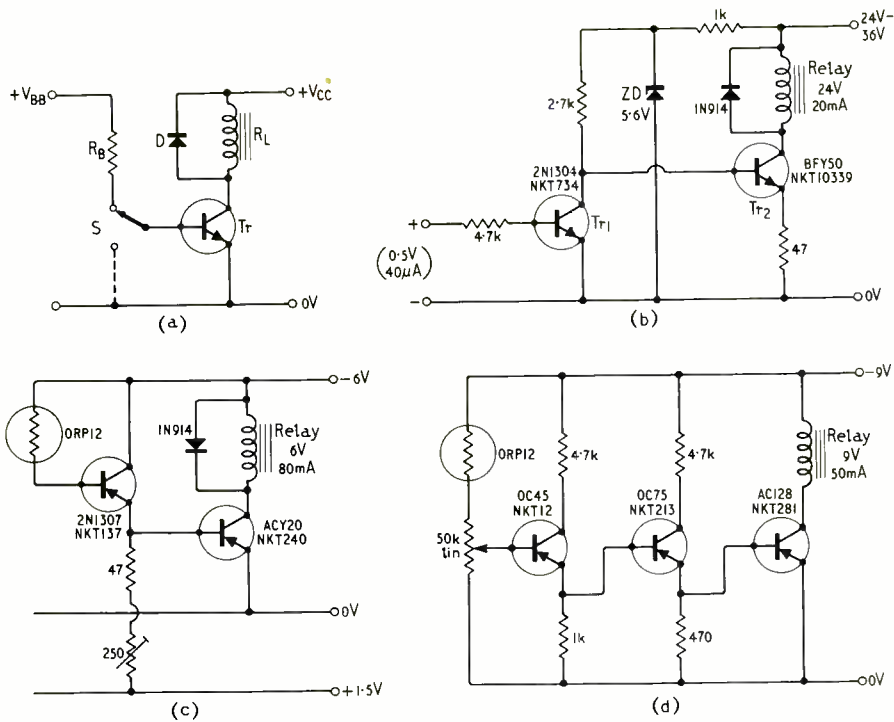 +VBB
+VCC
RB
D
RL
S
Tr
0V
(a)
1k
24V-
36V
2.7k
ZD
5.6V
1N914
Relay
24V
20mA
2N1304
NKT734
BFY50
NKT10339
Tr1
Tr2
+
4.7k
47
(0.5V
40μA)
-
0V
(b)
-6V
ORP12
1N914
Relay
6V
80mA
2N1307
NKT137
ACY20
NKT240
47
0V
250
+1.5V
(c)
-9V
ORP12
4.7k
4.7k
Relay
9V
50mA
OC45
NKT12
OC75
NKT213
AC128
NKT281
50k
lin
1k
470
0V
(d)